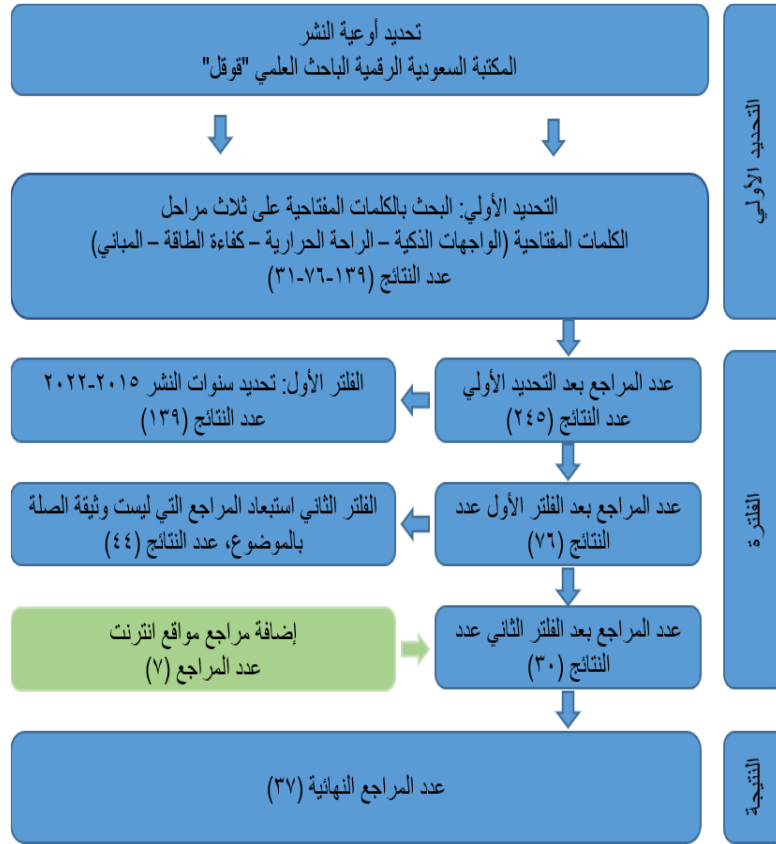 التحديد الأولي
تحديد أوعية النشر
المكتبة السعودية الرقمية الباحث العلمي "قوقل"
التحديد الأولي: البحث بالكلمات المفتاحية على ثلاث مراحل
الكلمات المفتاحية (الواجهات الذكية – الراحة الحرارية – كفاءة الطاقة – المباني)
عدد النتائج (١٣٩-٧٦-٣١)
الفلترة
عدد المراجع بعد التحديد الأولي
عدد النتائج (٢٤٥)
الفلتر الأول: تحديد سنوات النشر ٢٠١٥-٢٠٢٢
عدد النتائج (١٣٩)
عدد المراجع بعد الفلتر الأول عدد
النتائج (٧٦)
الفلتر الثاني استبعاد المراجع التي ليست وثيقة الصلة
بالموضوع، عدد النتائج (٤٤)
عدد المراجع بعد الفلتر الثاني عدد
النتائج (٣٠)
إضافة مراجع مواقع انترنت
عدد المراجع (٧)
النتيجة
عدد المراجع النهائية (٣٧)